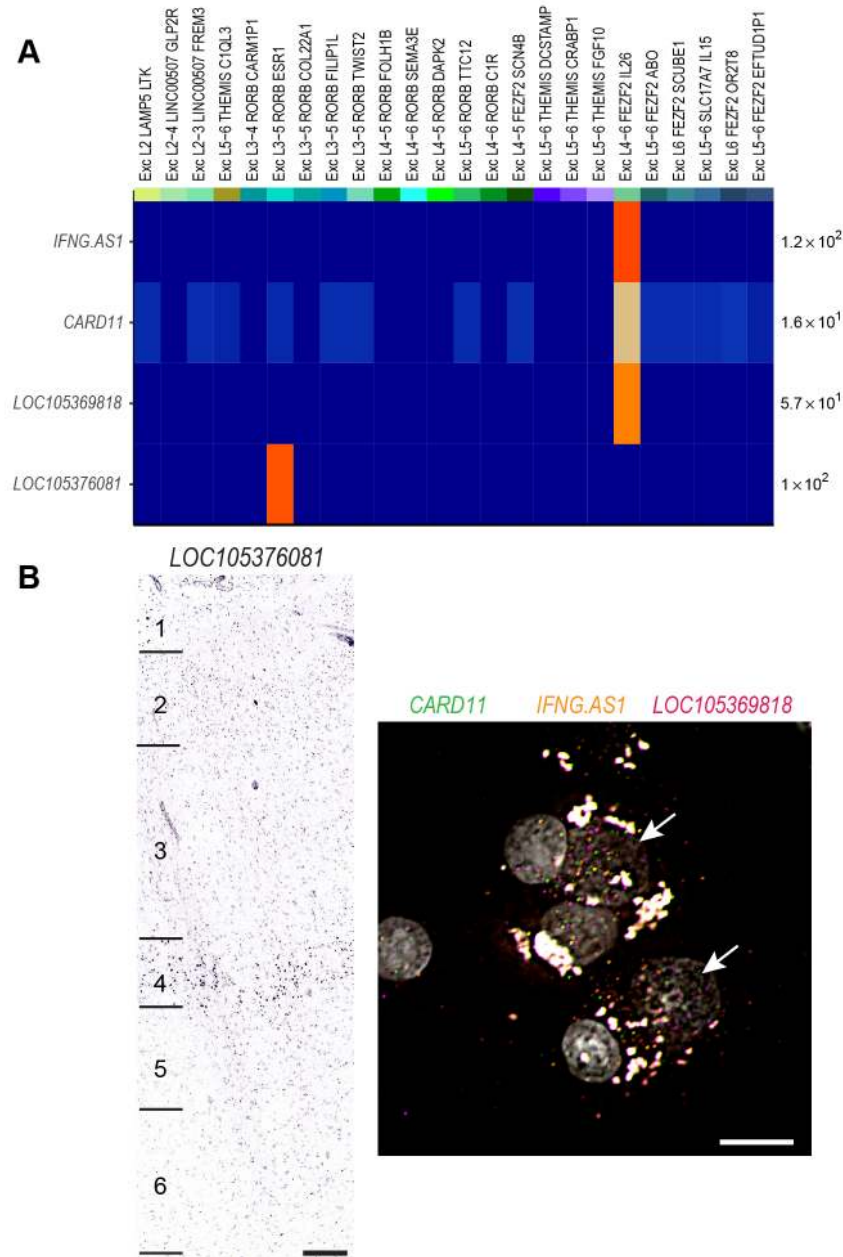 A
Exc L2 LAMP5 LTK
Exc L2−4 LINC00507 GLP2R
Exc L2−3 LINC00507 FREM3
Exc L5−6 THEMIS C1QL3
Exc L3−4 RORB CARM1P1
Exc L3−5 RORB ESR1
Exc L3−5 RORB COL22A1
Exc L3−5 RORB FILIP1L
Exc L3−5 RORB TWIST2
Exc L4−5 RORB FOLH1B
Exc L4−6 RORB SEMA3E
Exc L4−5 RORB DAPK2
Exc L5−6 RORB TTC12
Exc L4−6 RORB C1R
Exc L4−5 FEZF2 SCN4B
Exc L5−6 THEMIS DCSTAMP
Exc L5−6 THEMIS CRABP1
Exc L5−6 THEMIS FGF10
Exc L4−6 FEZF2 IL26
Exc L5−6 FEZF2 ABO
Exc L6 FEZF2 SCUBE1
Exc L5−6 SLC17A7 IL15
Exc L6 FEZF2 OR2T8
Exc L5−6 FEZF2 EFTUD1P1
IFNG.AS1 1.2 × 10²
CARD11 1.6 × 10¹
LOC105369818 5.7 × 10¹
LOC105376081 1 × 10²
B
LOC105376081
1
2
3
4
5
6
CARD11 IFNG.AS1 LOC105369818